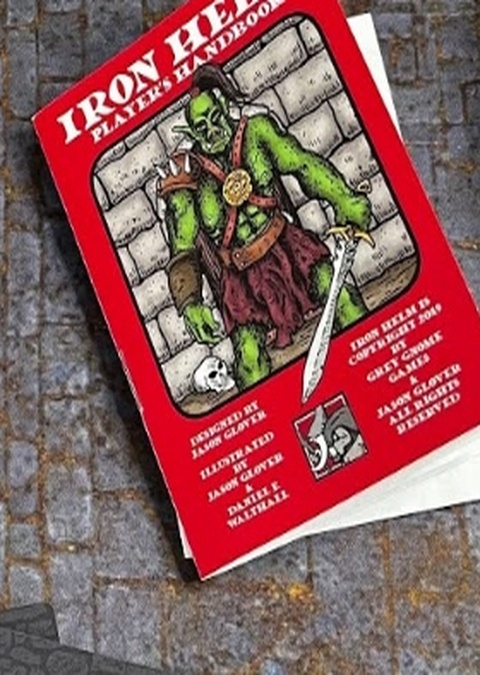 IRON HELM
PLAYER'S HANDBOOK
DESIGNED BY
JASON GLOVER
ILLUSTRATED
BY
JASON GLOVER
&
DANIEL F.
WALTHALL
IRON HELM IS
COPYRIGHT 2019
BY
GREY GNOME
GAMES
&
JASON GLOVER
ALL RIGHTS
RESERVED